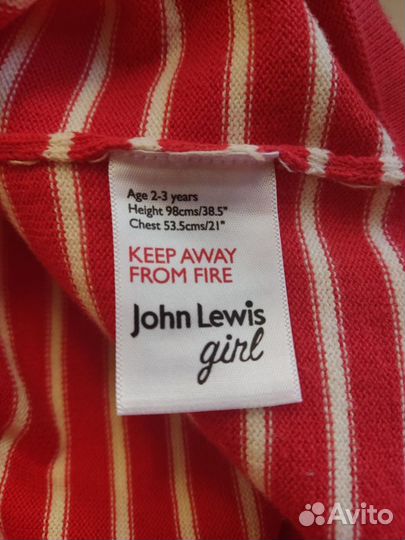 Age 2-3 years
Height 98cms/38.5"
Chest 53.5cms/21"
KEEP AWAY
FROM FIRE
John Lewis
girl
Avito